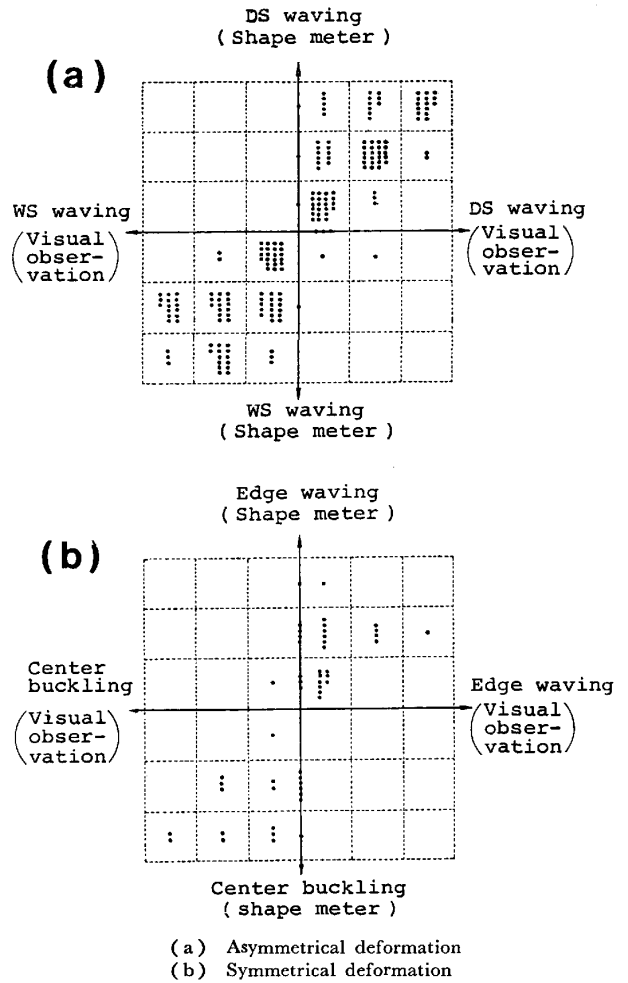 DS waving
( Shape meter )
(a)
WS waving
(Visual
obser-
vation)
DS waving
(Visual
obser-
vation)
WS waving
( Shape meter )
Edge waving
( Shape meter )
(b)
Center
buckling
(Visual
obser-
vation)
Edge waving
(Visual
obser-
vation)
Center buckling
( shape meter )
(a) Asymmetrical deformation
(b) Symmetrical deformation